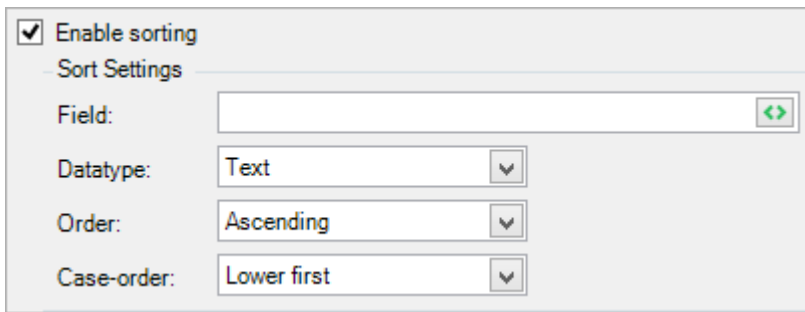 Enable sorting
Sort Settings
Field:
Datatype: Text
Order: Ascending
Case-order: Lower first